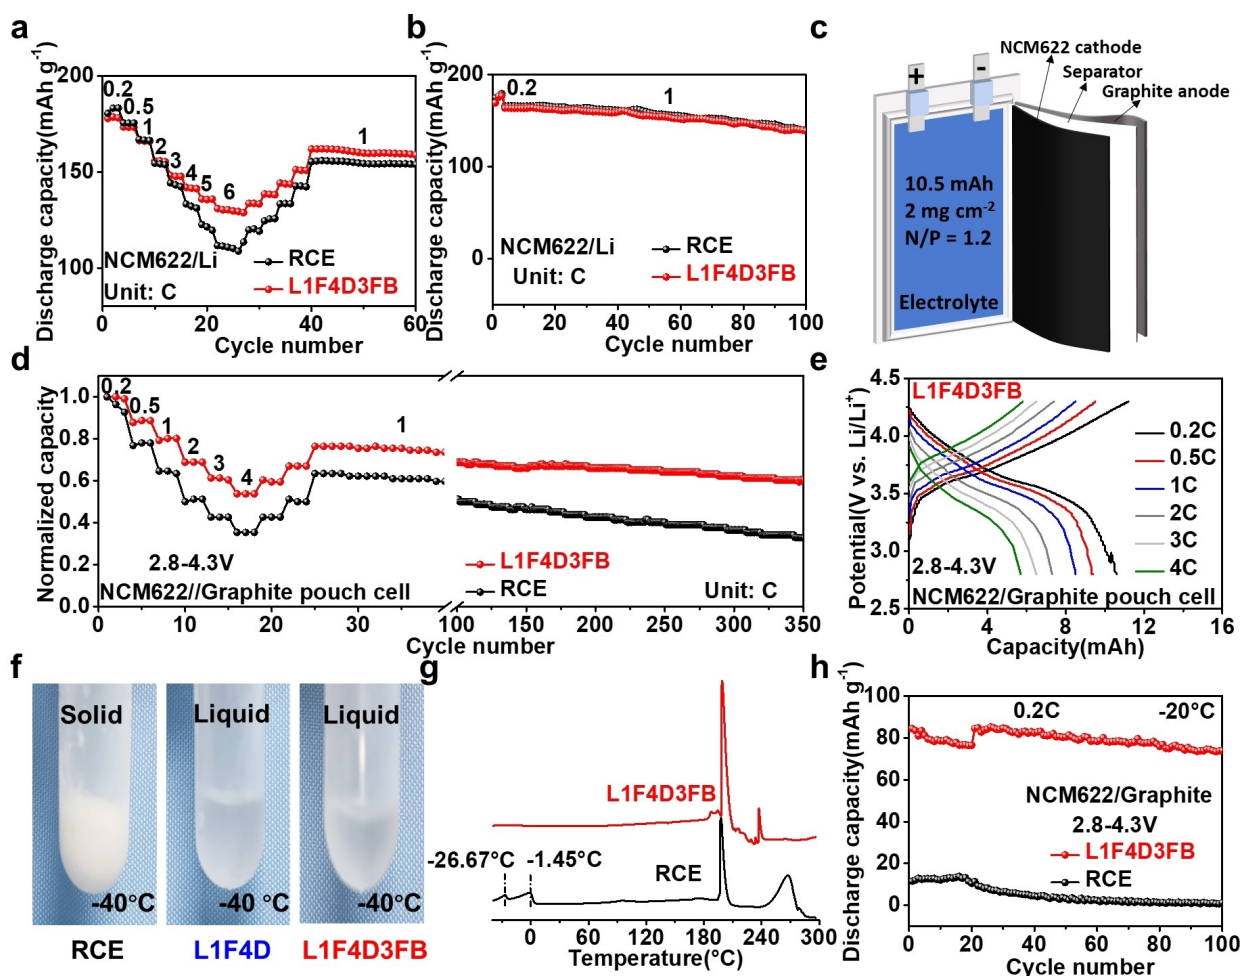 a
Discharge capacity(mAh g⁻¹)
200
150
100
0.2
0.5
1
2
3
4
5
6
1
NCM622/Li
Unit: C
RCE
L1F4D3FB
0
20
40
60
Cycle number
b
Discharge capacity(mAh g⁻¹)
200
100
0
0.2
1
NCM622/Li
Unit: C
RCE
L1F4D3FB
0
20
40
60
80
100
Cycle number
c
NCM622 cathode
Separator
Graphite anode
+
-
10.5 mAh
2 mg cm⁻²
N/P = 1.2
Electrolyte
d
Normalized capacity
1.0
0.8
0.6
0.4
0.2
0.0
0.2
0.5
1
2
3
4
1
2.8-4.3V
NCM622//Graphite pouch cell
L1F4D3FB
RCE
Unit: C
0
10
20
30
100
150
200
250
300
350
Cycle number
e
Potential(V vs. Li/Li⁺)
4.5
4.0
3.5
3.0
2.5
L1F4D3FB
0.2C
0.5C
1C
2C
3C
4C
2.8-4.3V
NCM622/Graphite pouch cell
0
4
8
12
16
Capacity(mAh)
f
Solid
Liquid
Liquid
-40°C
-40 °C
-40°C
RCE
L1F4D
L1F4D3FB
g
L1F4D3FB
-26.67°C
-1.45°C
RCE
0
60
120
180
240
300
Temperature(°C)
h
Discharge capacity(mAh g⁻¹)
100
80
60
40
20
0
0.2C
-20°C
NCM622/Graphite
2.8-4.3V
L1F4D3FB
RCE
0
20
40
60
80
100
Cycle number